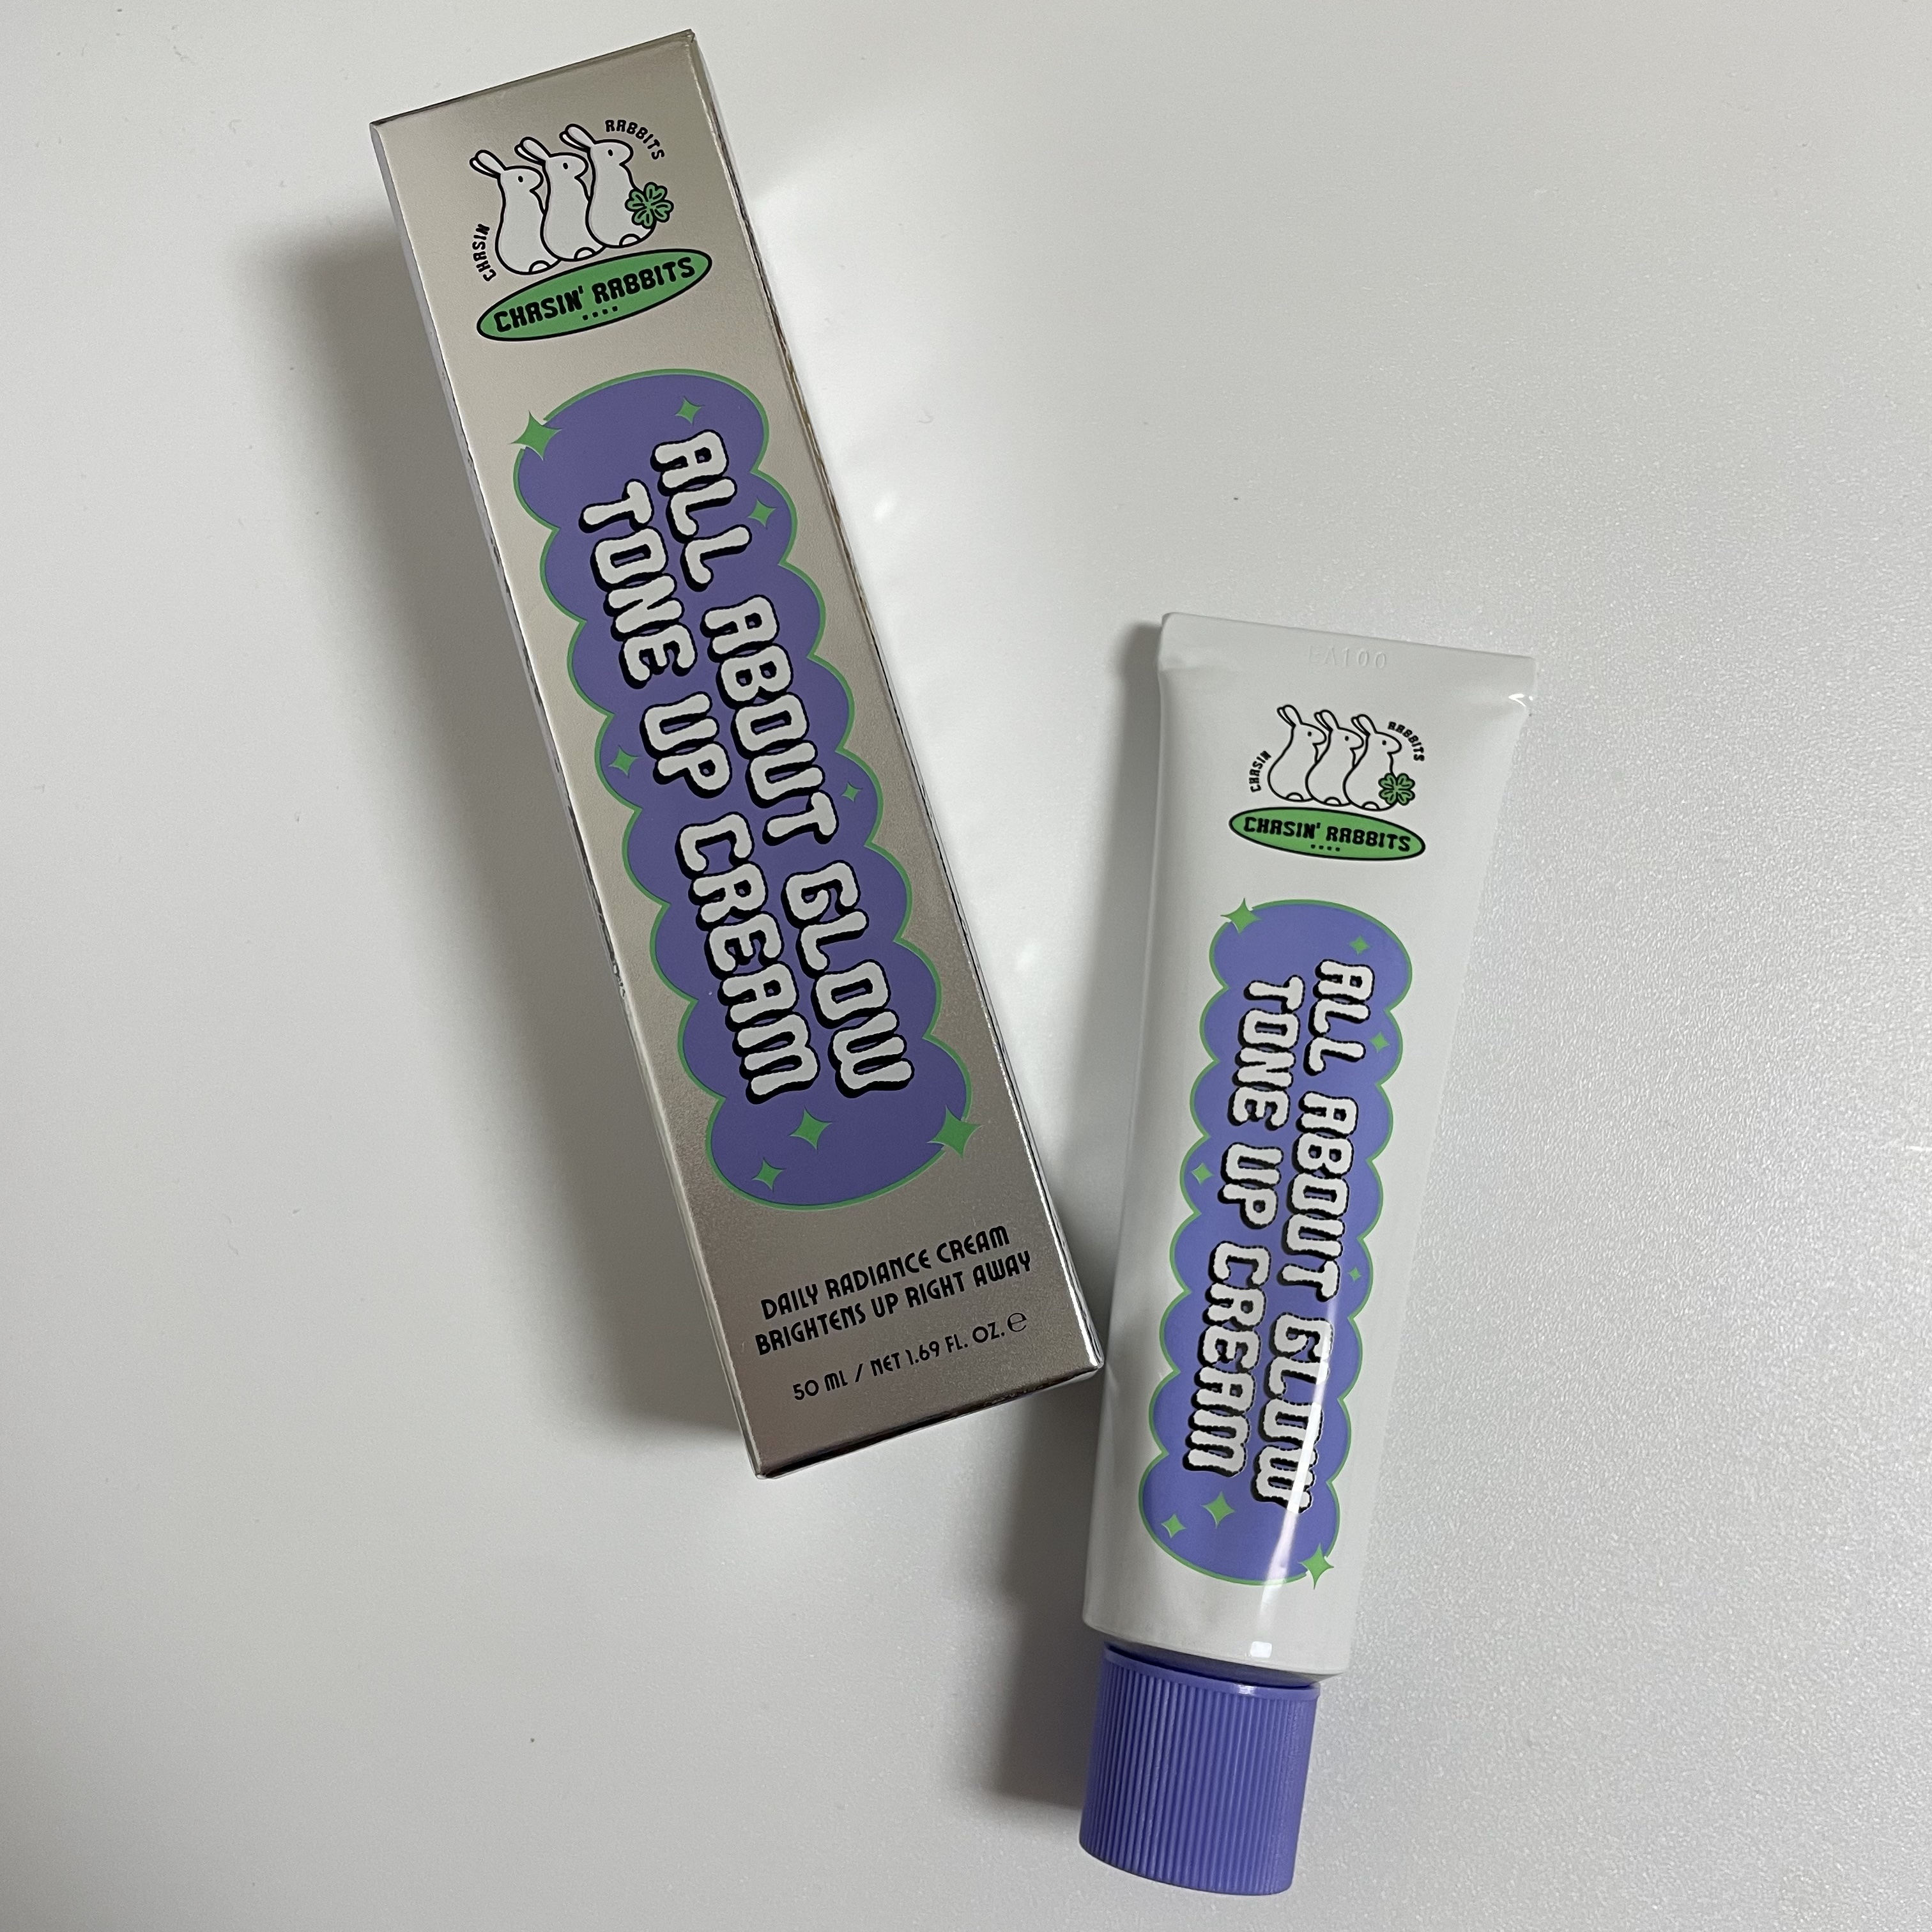 CHASIN
RABBITS
CHASIN' RABBITS
ALL ABOUT GLOW
TONE UP CREAM
DAILY RADIANCE CREAM
BRIGHTENS UP RIGHT AWAY
50 ML / NET 1.69 FL. OZ. ℮
CHASIN
RABBITS
CHASIN' RABBITS
ALL ABOUT GLOW
TONE UP CREAM